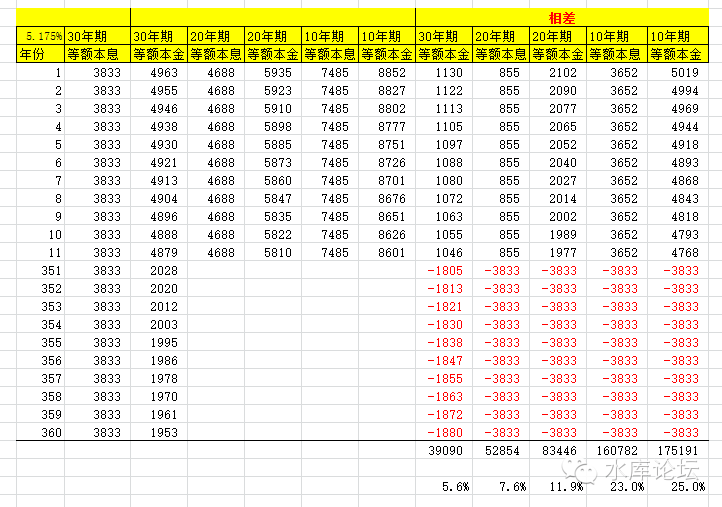 相差
5.175% 30年期 30年期 20年期 20年期 10年期 10年期 30年期 20年期 20年期 10年期 10年期
年份 等额本息 等额本金 等额本息 等额本金 等额本息 等额本金 等额本金 等额本息 等额本金 等额本息 等额本金
1 3833 4963 4688 5935 7485 8852 1130 855 2102 3652 5019
2 3833 4955 4688 5923 7485 8827 1122 855 2090 3652 4994
3 3833 4946 4688 5910 7485 8802 1113 855 2077 3652 4969
4 3833 4938 4688 5898 7485 8777 1105 855 2065 3652 4944
5 3833 4930 4688 5885 7485 8751 1097 855 2052 3652 4918
6 3833 4921 4688 5873 7485 8726 1088 855 2040 3652 4893
7 3833 4913 4688 5860 7485 8701 1080 855 2027 3652 4868
8 3833 4904 4688 5847 7485 8676 1072 855 2014 3652 4843
9 3833 4896 4688 5835 7485 8651 1063 855 2002 3652 4818
10 3833 4888 4688 5822 7485 8626 1055 855 1989 3652 4793
11 3833 4879 4688 5810 7485 8601 1046 855 1977 3652 4768
351 3833 2028 -1805 -3833 -3833 -3833 -3833
352 3833 2020 -1813 -3833 -3833 -3833 -3833
353 3833 2012 -1821 -3833 -3833 -3833 -3833
354 3833 2003 -1830 -3833 -3833 -3833 -3833
355 3833 1995 -1838 -3833 -3833 -3833 -3833
356 3833 1986 -1847 -3833 -3833 -3833 -3833
357 3833 1978 -1855 -3833 -3833 -3833 -3833
358 3833 1970 -1863 -3833 -3833 -3833 -3833
359 3833 1961 -1872 -3833 -3833 -3833 -3833
360 3833 1953 -1880 -3833 -3833 -3833 -3833
39090 52854 83446 160782 175191
水库论坛
5.6% 7.6% 11.9% 23.0% 25.0%